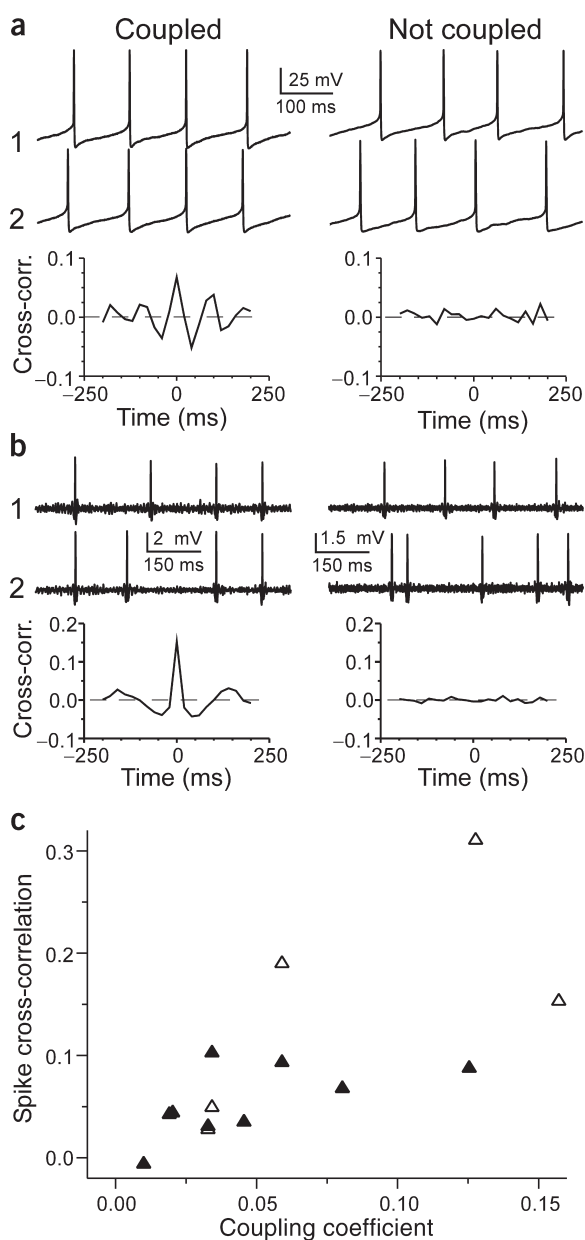 a
Coupled
Not coupled
25 mV
100 ms
1
2
Cross-corr.
0.1
0.0
−0.1
−250 0 250
Time (ms)
0.1
0.0
−0.1
−250 0 250
Time (ms)
b
1
2
2 mV
150 ms
1.5 mV
150 ms
Cross-corr.
0.2
0.1
0.0
−0.1
−250 0 250
Time (ms)
0.2
0.1
0.0
−0.1
−250 0 250
Time (ms)
c
Spike cross-correlation
0.3
0.2
0.1
0.0
0.00 0.05 0.10 0.15
Coupling coefficient